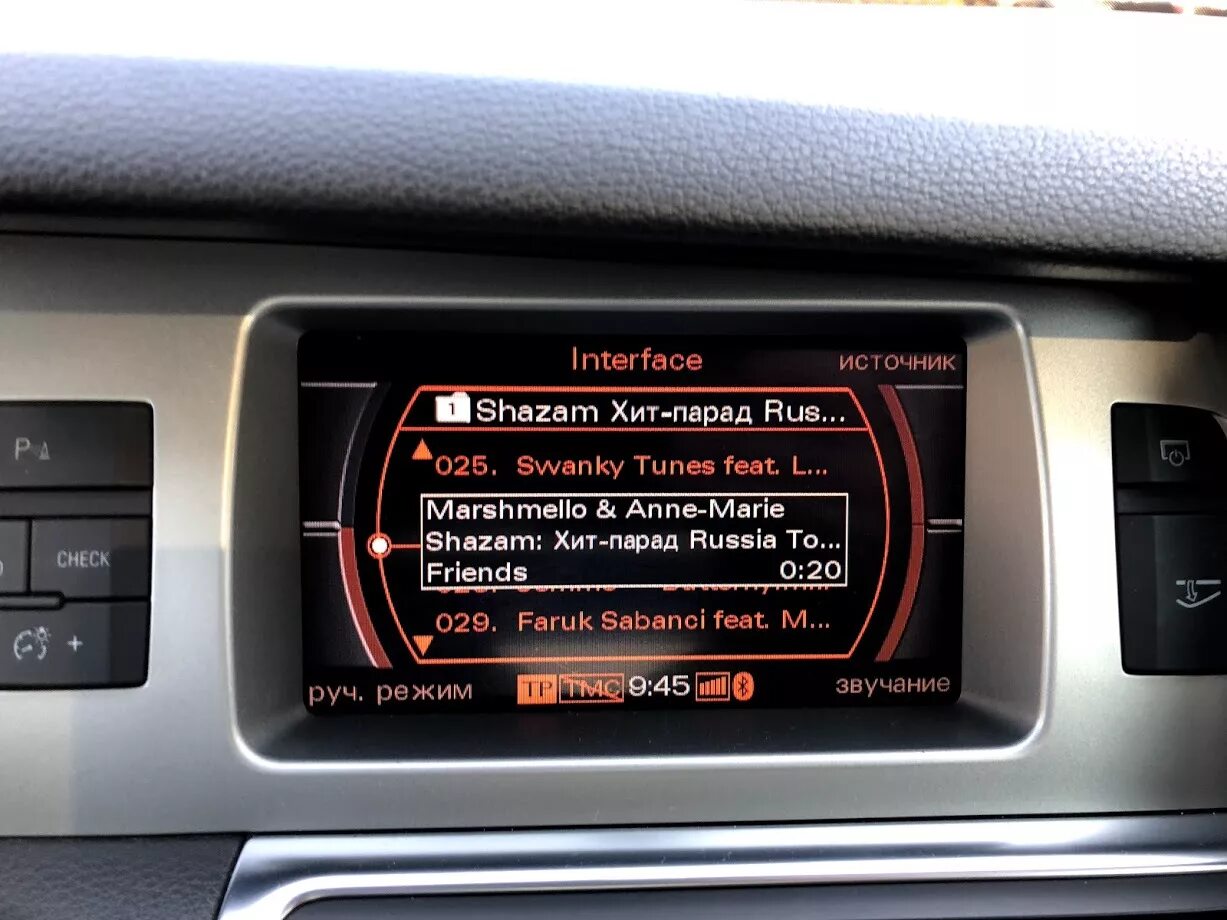 Interface
источник
1 Shazam Хит-парад Rus...
025. Swanky Tunes feat. L...
Marshmello & Anne-Marie
Shazam: Хит-парад Russia To...
Friends 0:20
029. Faruk Sabanci feat. M...
руч. режим
TP TMC 9:45
звучание
P
CHECK
+